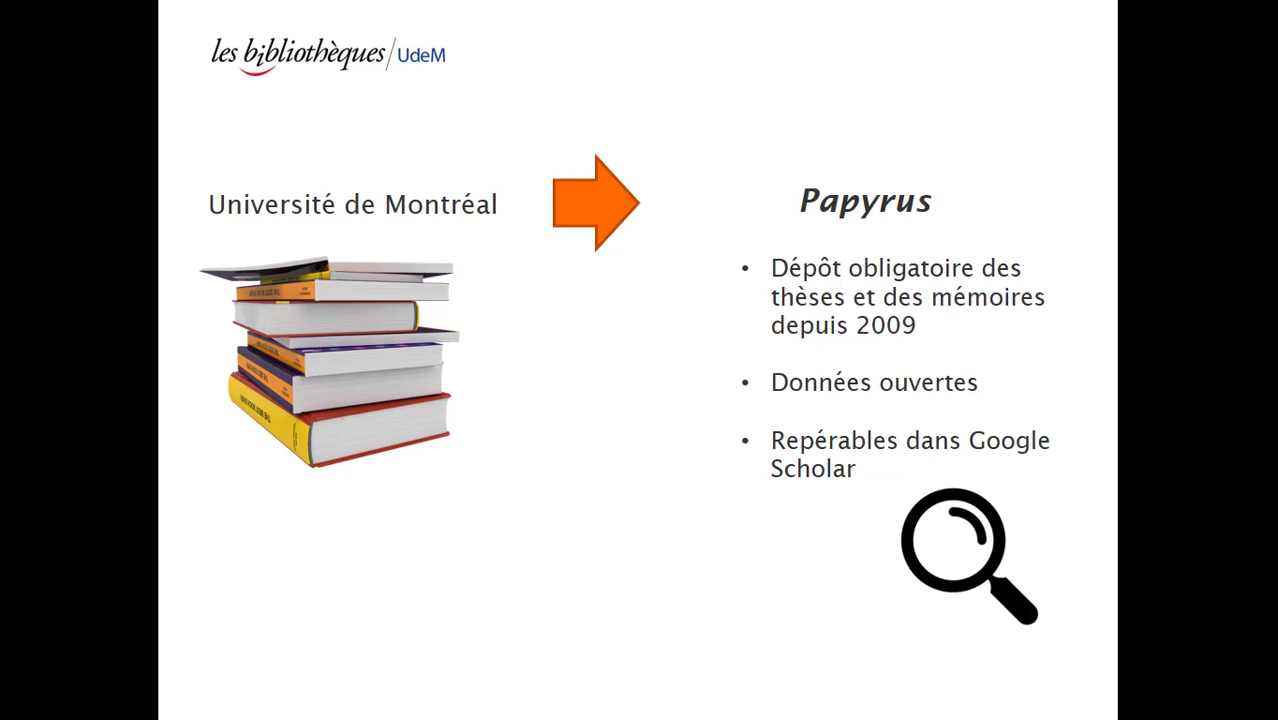 les bibliothèques/UdeM
Université de Montréal
Papyrus
• Dépôt obligatoire des
thèses et des mémoires
depuis 2009
• Données ouvertes
• Repérables dans Google
Scholar